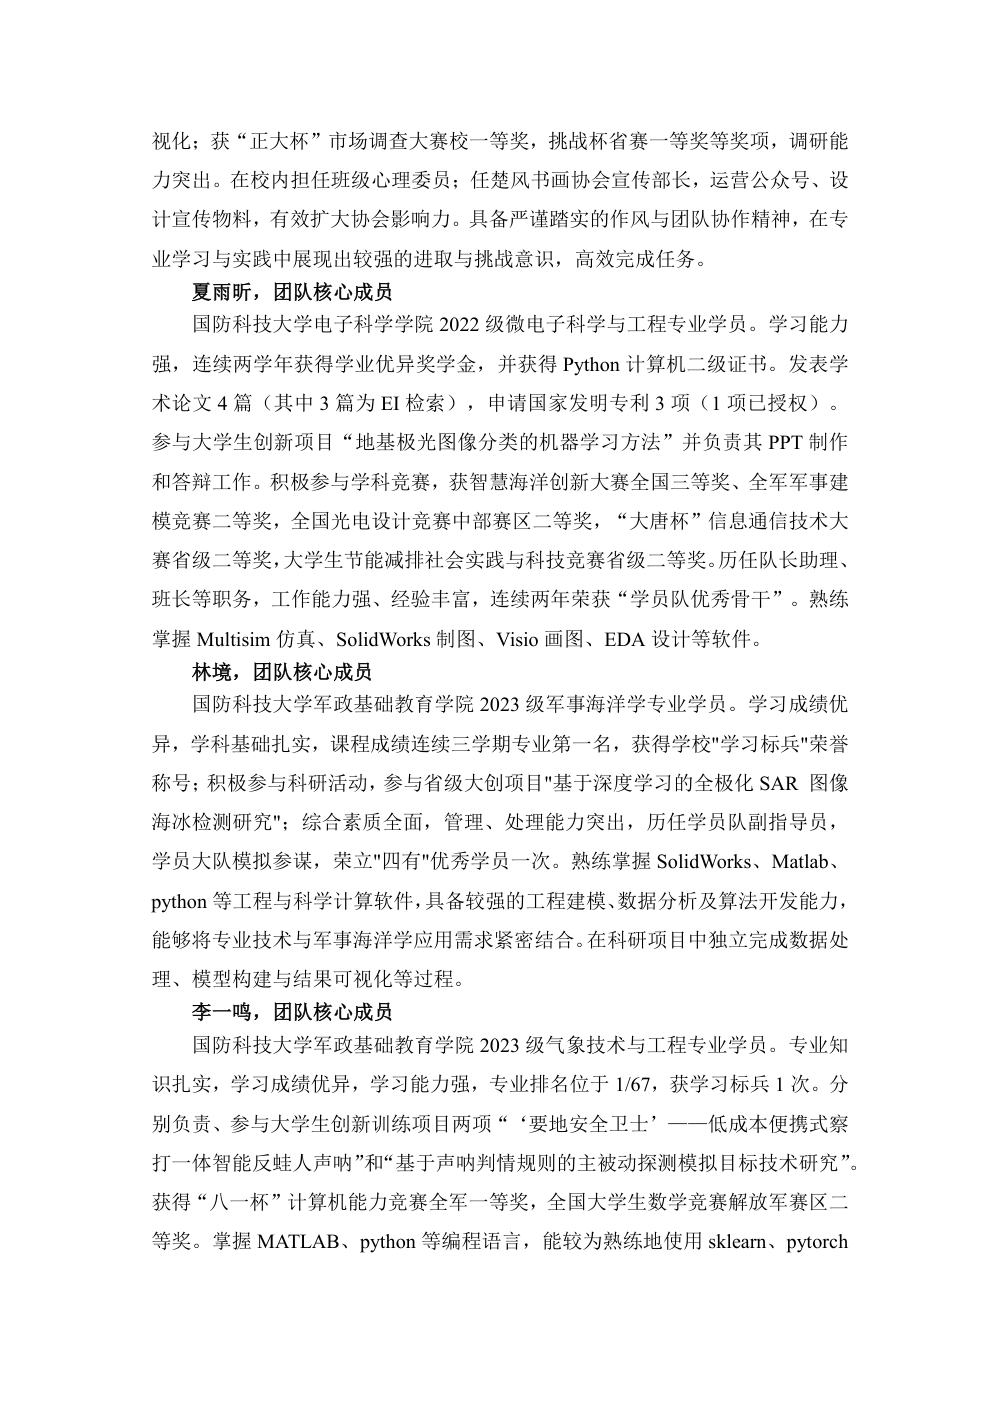 视化；获“正大杯”市场调查大赛校一等奖，挑战杯省赛一等奖等奖项，调研能
力突出。在校内担任班级心理委员；任楚风书画协会宣传部长，运营公众号、设
计宣传物料，有效扩大协会影响力。具备严谨踏实的作风与团队协作精神，在专
业学习与实践中展现出较强的进取与挑战意识，高效完成任务。
夏雨昕，团队核心成员
国防科技大学电子科学学院 2022 级微电子科学与工程专业学员。学习能力
强，连续两学年获得学业优异奖学金，并获得 Python 计算机二级证书。发表学
术论文 4 篇（其中 3 篇为 EI 检索），申请国家发明专利 3 项（1 项已授权）。
参与大学生创新项目“地基极光图像分类的机器学习方法”并负责其 PPT 制作
和答辩工作。积极参与学科竞赛，获智慧海洋创新大赛全国三等奖、全军军事建
模竞赛二等奖，全国光电设计竞赛中部赛区二等奖，“大唐杯”信息通信技术大
赛省级二等奖，大学生节能减排社会实践与科技竞赛省级二等奖。历任队长助理、
班长等职务，工作能力强、经验丰富，连续两年荣获“学员队优秀骨干”。熟练
掌握 Multisim 仿真、SolidWorks 制图、Visio 画图、EDA 设计等软件。
林境，团队核心成员
国防科技大学军政基础教育学院 2023 级军事海洋学专业学员。学习成绩优
异，学科基础扎实，课程成绩连续三学期专业第一名，获得学校"学习标兵"荣誉
称号；积极参与科研活动，参与省级大创项目"基于深度学习的全极化 SAR 图像
海冰检测研究"；综合素质全面，管理、处理能力突出，历任学员队副指导员，
学员大队模拟参谋，荣立"四有"优秀学员一次。熟练掌握 SolidWorks、Matlab、
python 等工程与科学计算软件，具备较强的工程建模、数据分析及算法开发能力，
能够将专业技术与军事海洋学应用需求紧密结合。在科研项目中独立完成数据处
理、模型构建与结果可视化等过程。
李一鸣，团队核心成员
国防科技大学军政基础教育学院 2023 级气象技术与工程专业学员。专业知
识扎实，学习成绩优异，学习能力强，专业排名位于 1/67，获学习标兵 1 次。分
别负责、参与大学生创新训练项目两项“‘要地安全卫士’——低成本便携式察
打一体智能反蛙人声呐”和“基于声呐判情规则的主被动探测模拟目标技术研究”。
获得“八一杯”计算机能力竞赛全军一等奖，全国大学生数学竞赛解放军赛区二
等奖。掌握 MATLAB、python 等编程语言，能较为熟练地使用 sklearn、pytorch